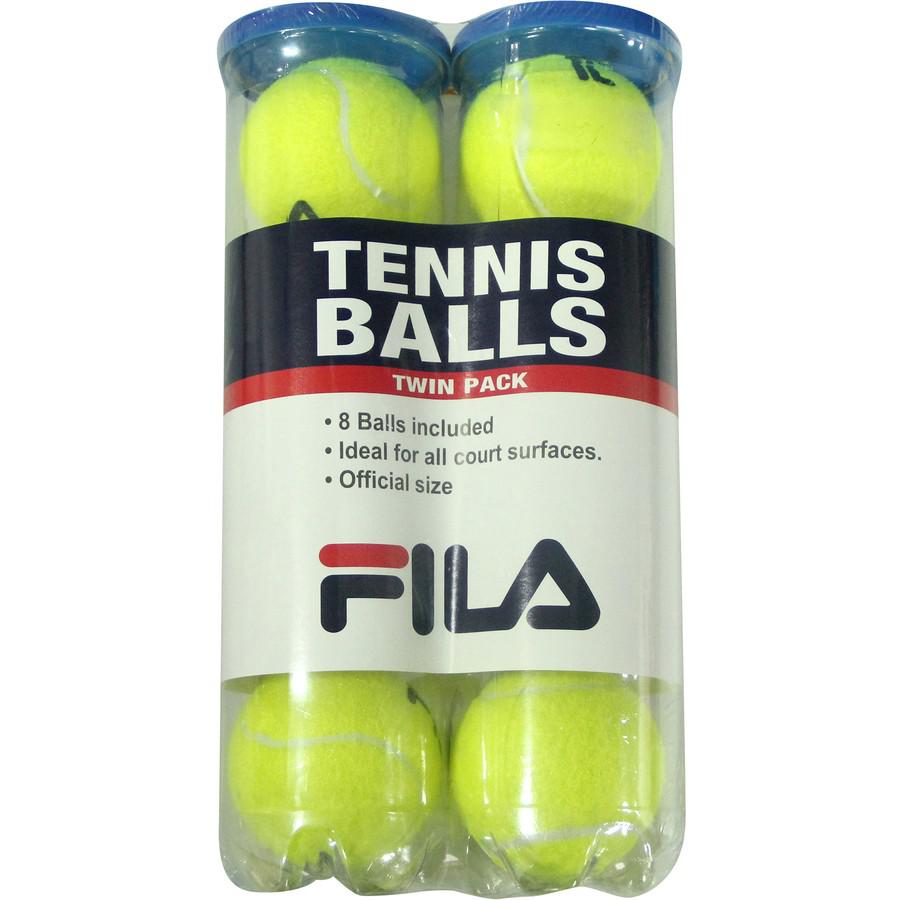 TENNIS
BALLS
TWIN PACK
• 8 Balls included
• Ideal for all court surfaces.
• Official size
FILA